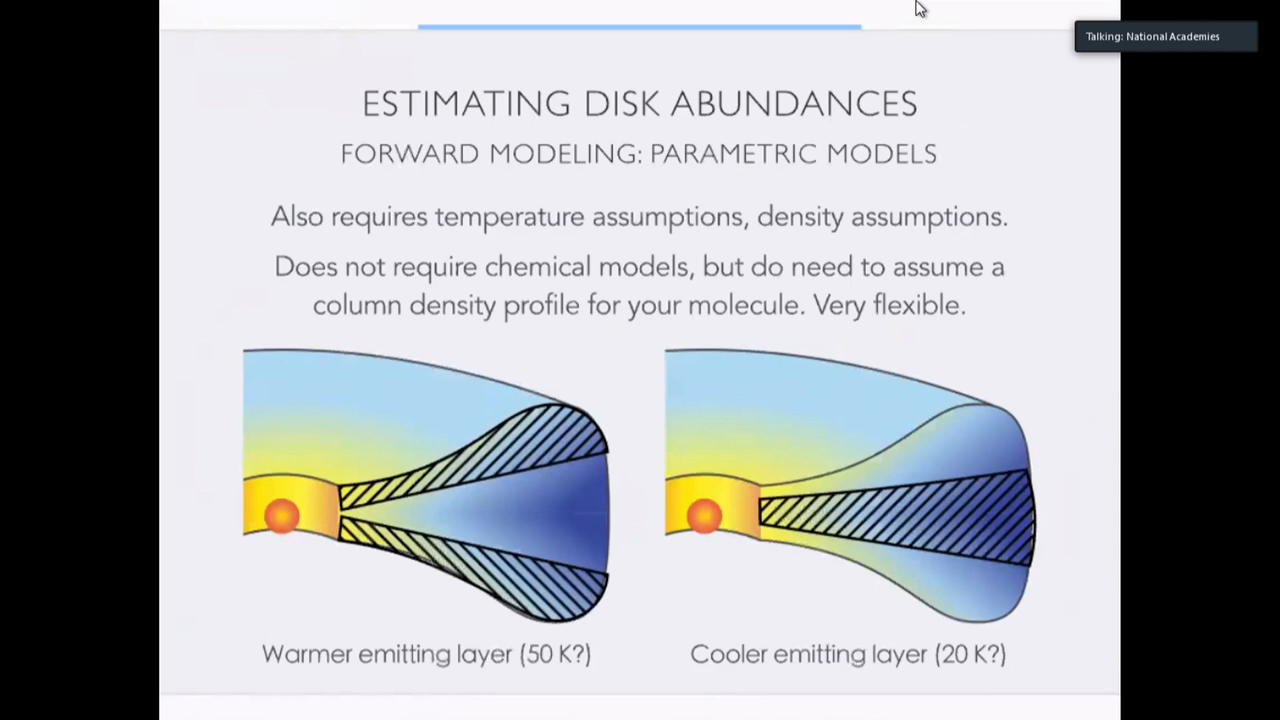 Talking: National Academies
ESTIMATING DISK ABUNDANCES
FORWARD MODELING: PARAMETRIC MODELS
Also requires temperature assumptions, density assumptions.
Does not require chemical models, but do need to assume a
column density profile for your molecule. Very flexible.
Warmer emitting layer (50 K?)
Cooler emitting layer (20 K?)